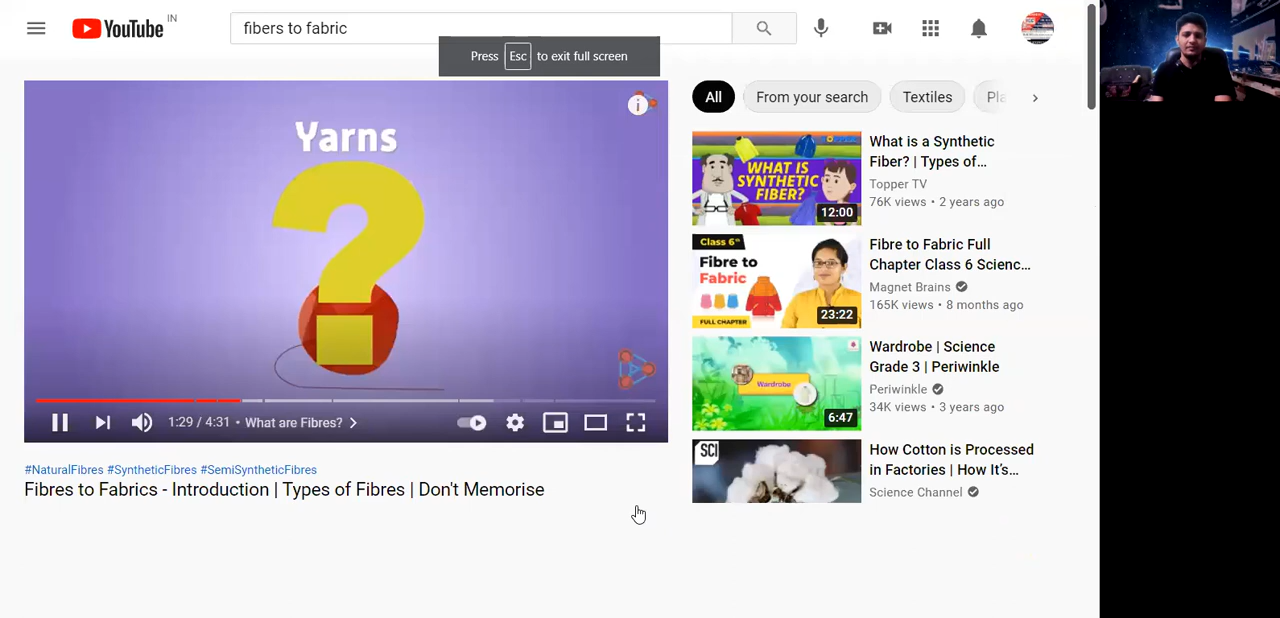 YouTube IN
fibers to fabric
Press Esc to exit full screen
Yarns
?
i
1:29 / 4:31 • What are Fibres?
#NaturalFibres #SyntheticFibres #SemiSyntheticFibres
Fibres to Fabrics - Introduction | Types of Fibres | Don't Memorise
All
From your search
Textiles
WHAT IS
SYNTHETIC
FIBER?
12:00
What is a Synthetic
Fiber? | Types of...
Topper TV
76K views • 2 years ago
Class 6th
Fibre to
Fabric
FULL CHAPTER
23:22
Fibre to Fabric Full
Chapter Class 6 Scienc...
Magnet Brains
165K views • 8 months ago
Wardrobe
6:47
Wardrobe | Science
Grade 3 | Periwinkle
Periwinkle
34K views • 3 years ago
SCI
How Cotton is Processed
in Factories | How It's...
Science Channel